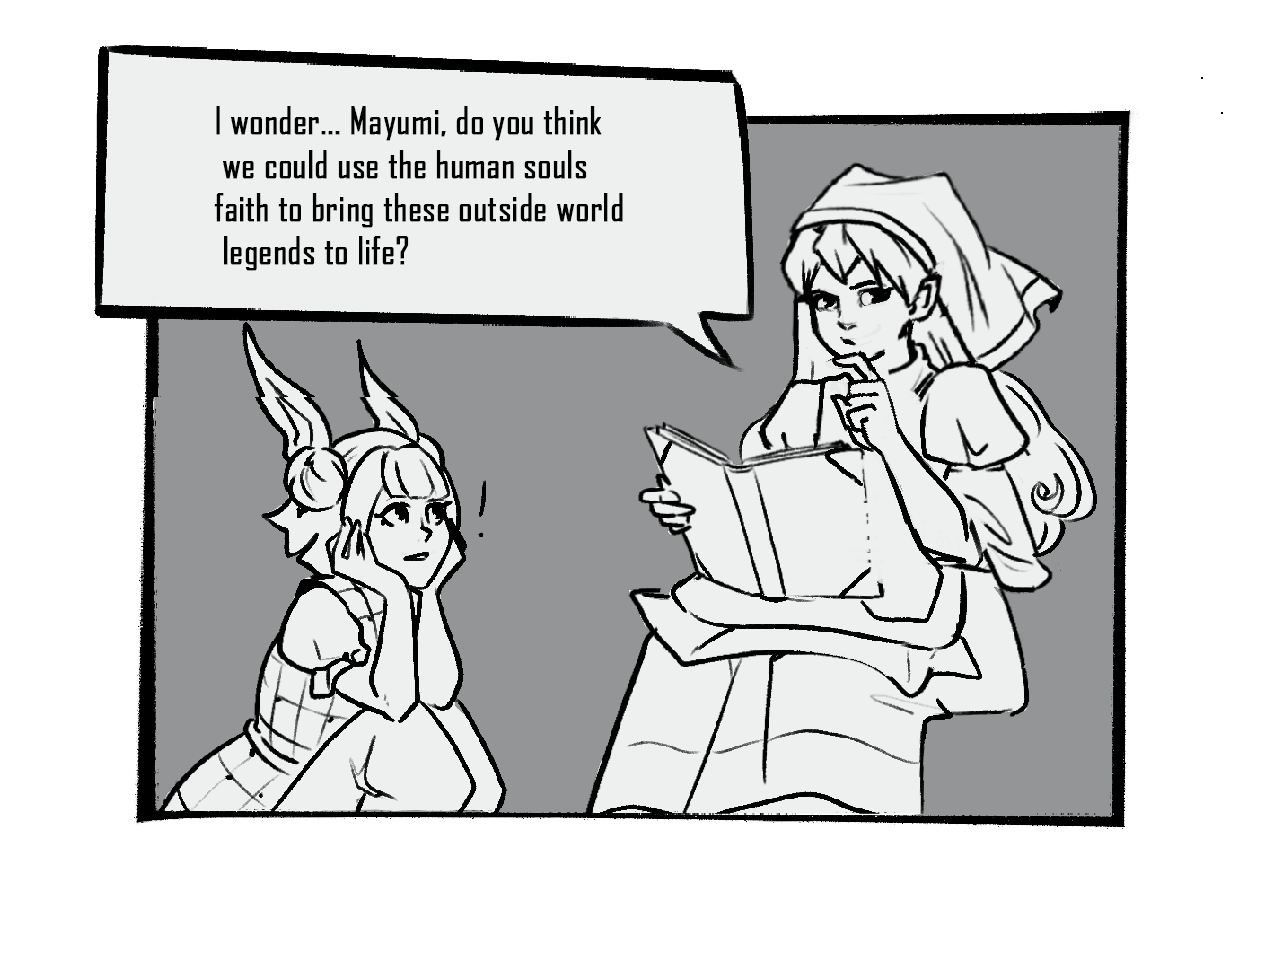 I wonder... Mayumi, do you think
we could use the human souls
faith to bring these outside world
legends to life?
!